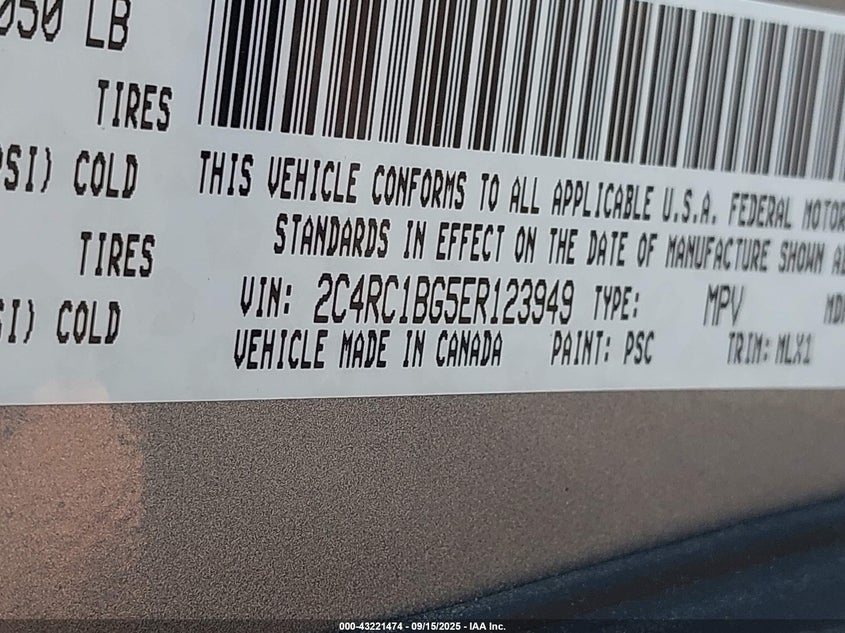 050 LB
TIRES
PSI) COLD
THIS VEHICLE CONFORMS TO ALL APPLICABLE U.S.A. FEDERAL MOTOR
STANDARDS IN EFFECT ON THE DATE OF MANUFACTURE SHOWN
TIRES
VIN: 2C4RC1BG5ER123949 TYPE: MPV
SI) COLD
VEHICLE MADE IN CANADA PAINT: PSC TRIM: MLX1
000-43221474 - 09/15/2025 - IAA Inc.